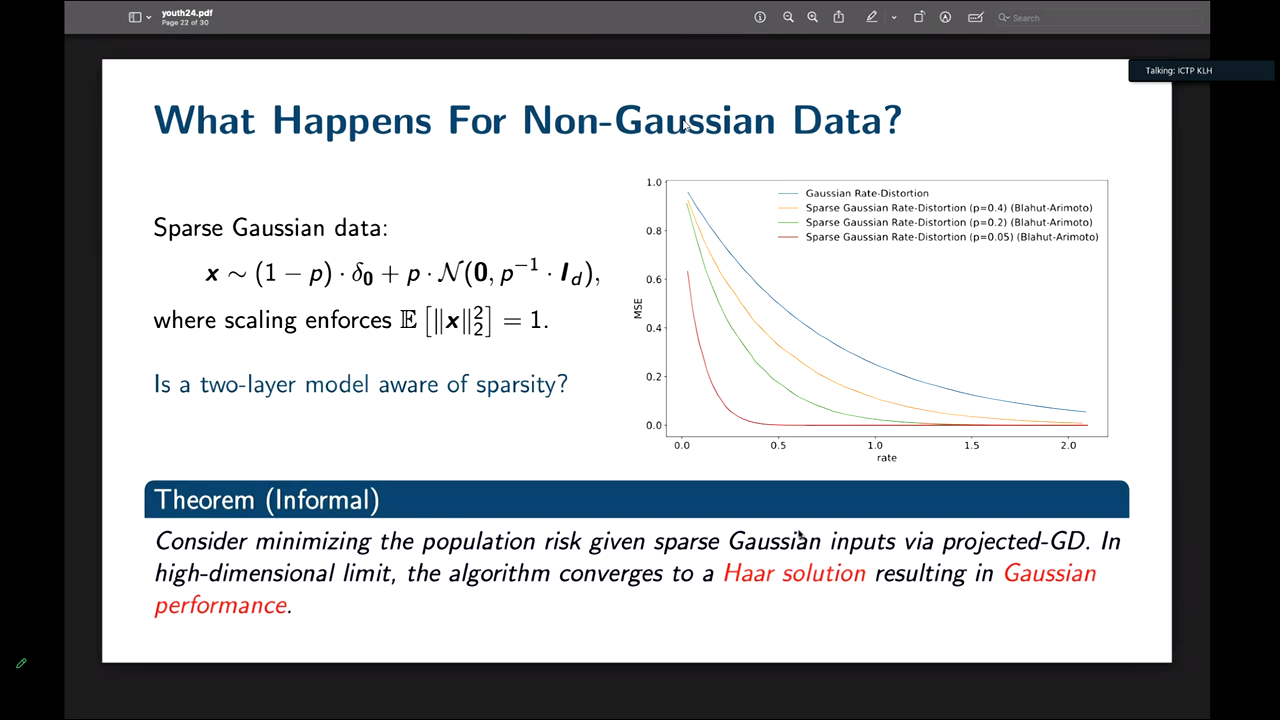 youth24.pdf
Page 22 of 30
Search
Talking: ICTP KLH
What Happens For Non-Gaussian Data?
Sparse Gaussian data:
x ∼ (1 − p) · δ₀ + p · 𝒩(0, p⁻¹ · I_d),
where scaling enforces 𝔼 [‖x‖₂²] = 1.
Is a two-layer model aware of sparsity?
1.0
0.8
0.6
0.4
0.2
0.0
MSE
0.0 0.5 1.0 1.5 2.0
rate
Gaussian Rate-Distortion
Sparse Gaussian Rate-Distortion (p=0.4) (Blahut-Arimoto)
Sparse Gaussian Rate-Distortion (p=0.2) (Blahut-Arimoto)
Sparse Gaussian Rate-Distortion (p=0.05) (Blahut-Arimoto)
Theorem (Informal)
Consider minimizing the population risk given sparse Gaussian inputs via projected-GD. In
high-dimensional limit, the algorithm converges to a Haar solution resulting in Gaussian
performance.